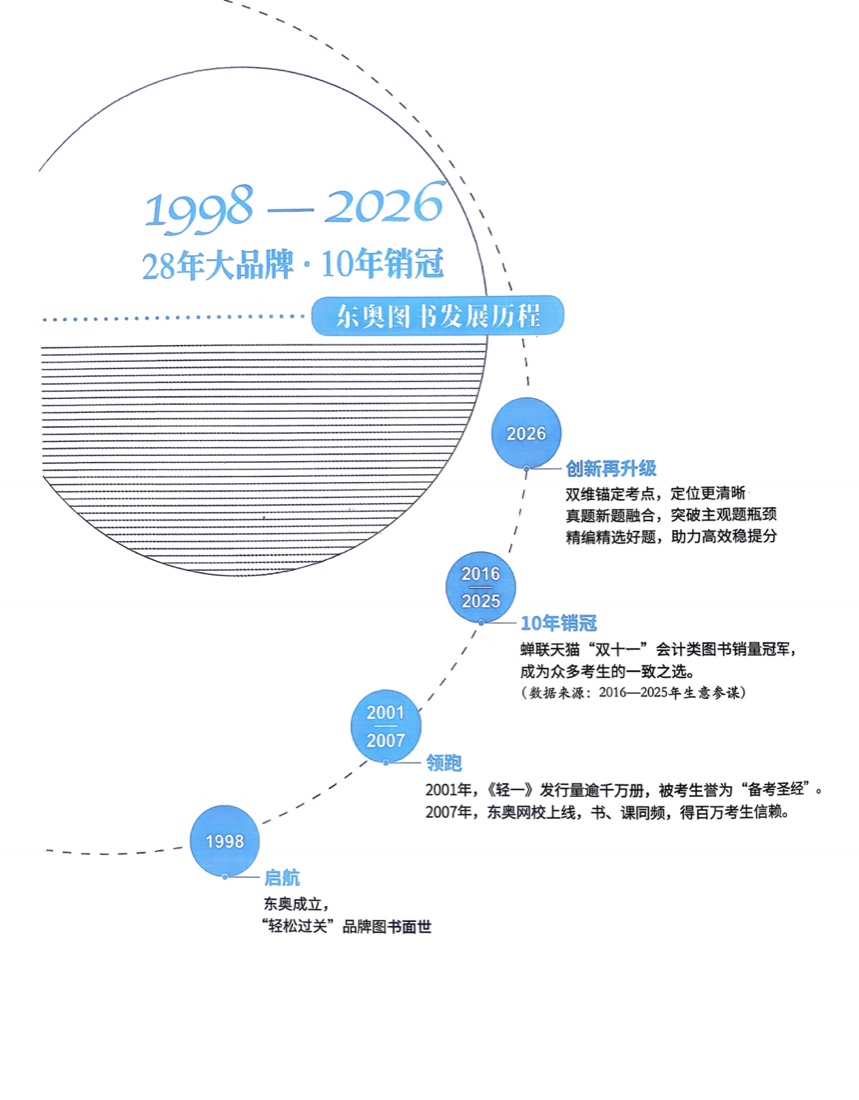 1998 — 2026
28年大品牌 · 10年销冠
东奥图书发展历程
2026
创新再升级
双维锚定考点，定位更清晰
真题新题融合，突破主观题瓶颈
精编精选好题，助力高效稳提分
2016
2025
10年销冠
蝉联天猫“双十一”会计类图书销量冠军，
成为众多考生的一致之选。
（数据来源：2016—2025年生意参谋）
2001
2007
领跑
2001年，《轻一》发行量逾千万册，被考生誉为“备考圣经”。
2007年，东奥网校上线，书、课同频，得百万考生信赖。
1998
启航
东奥成立，
“轻松过关”品牌图书面世